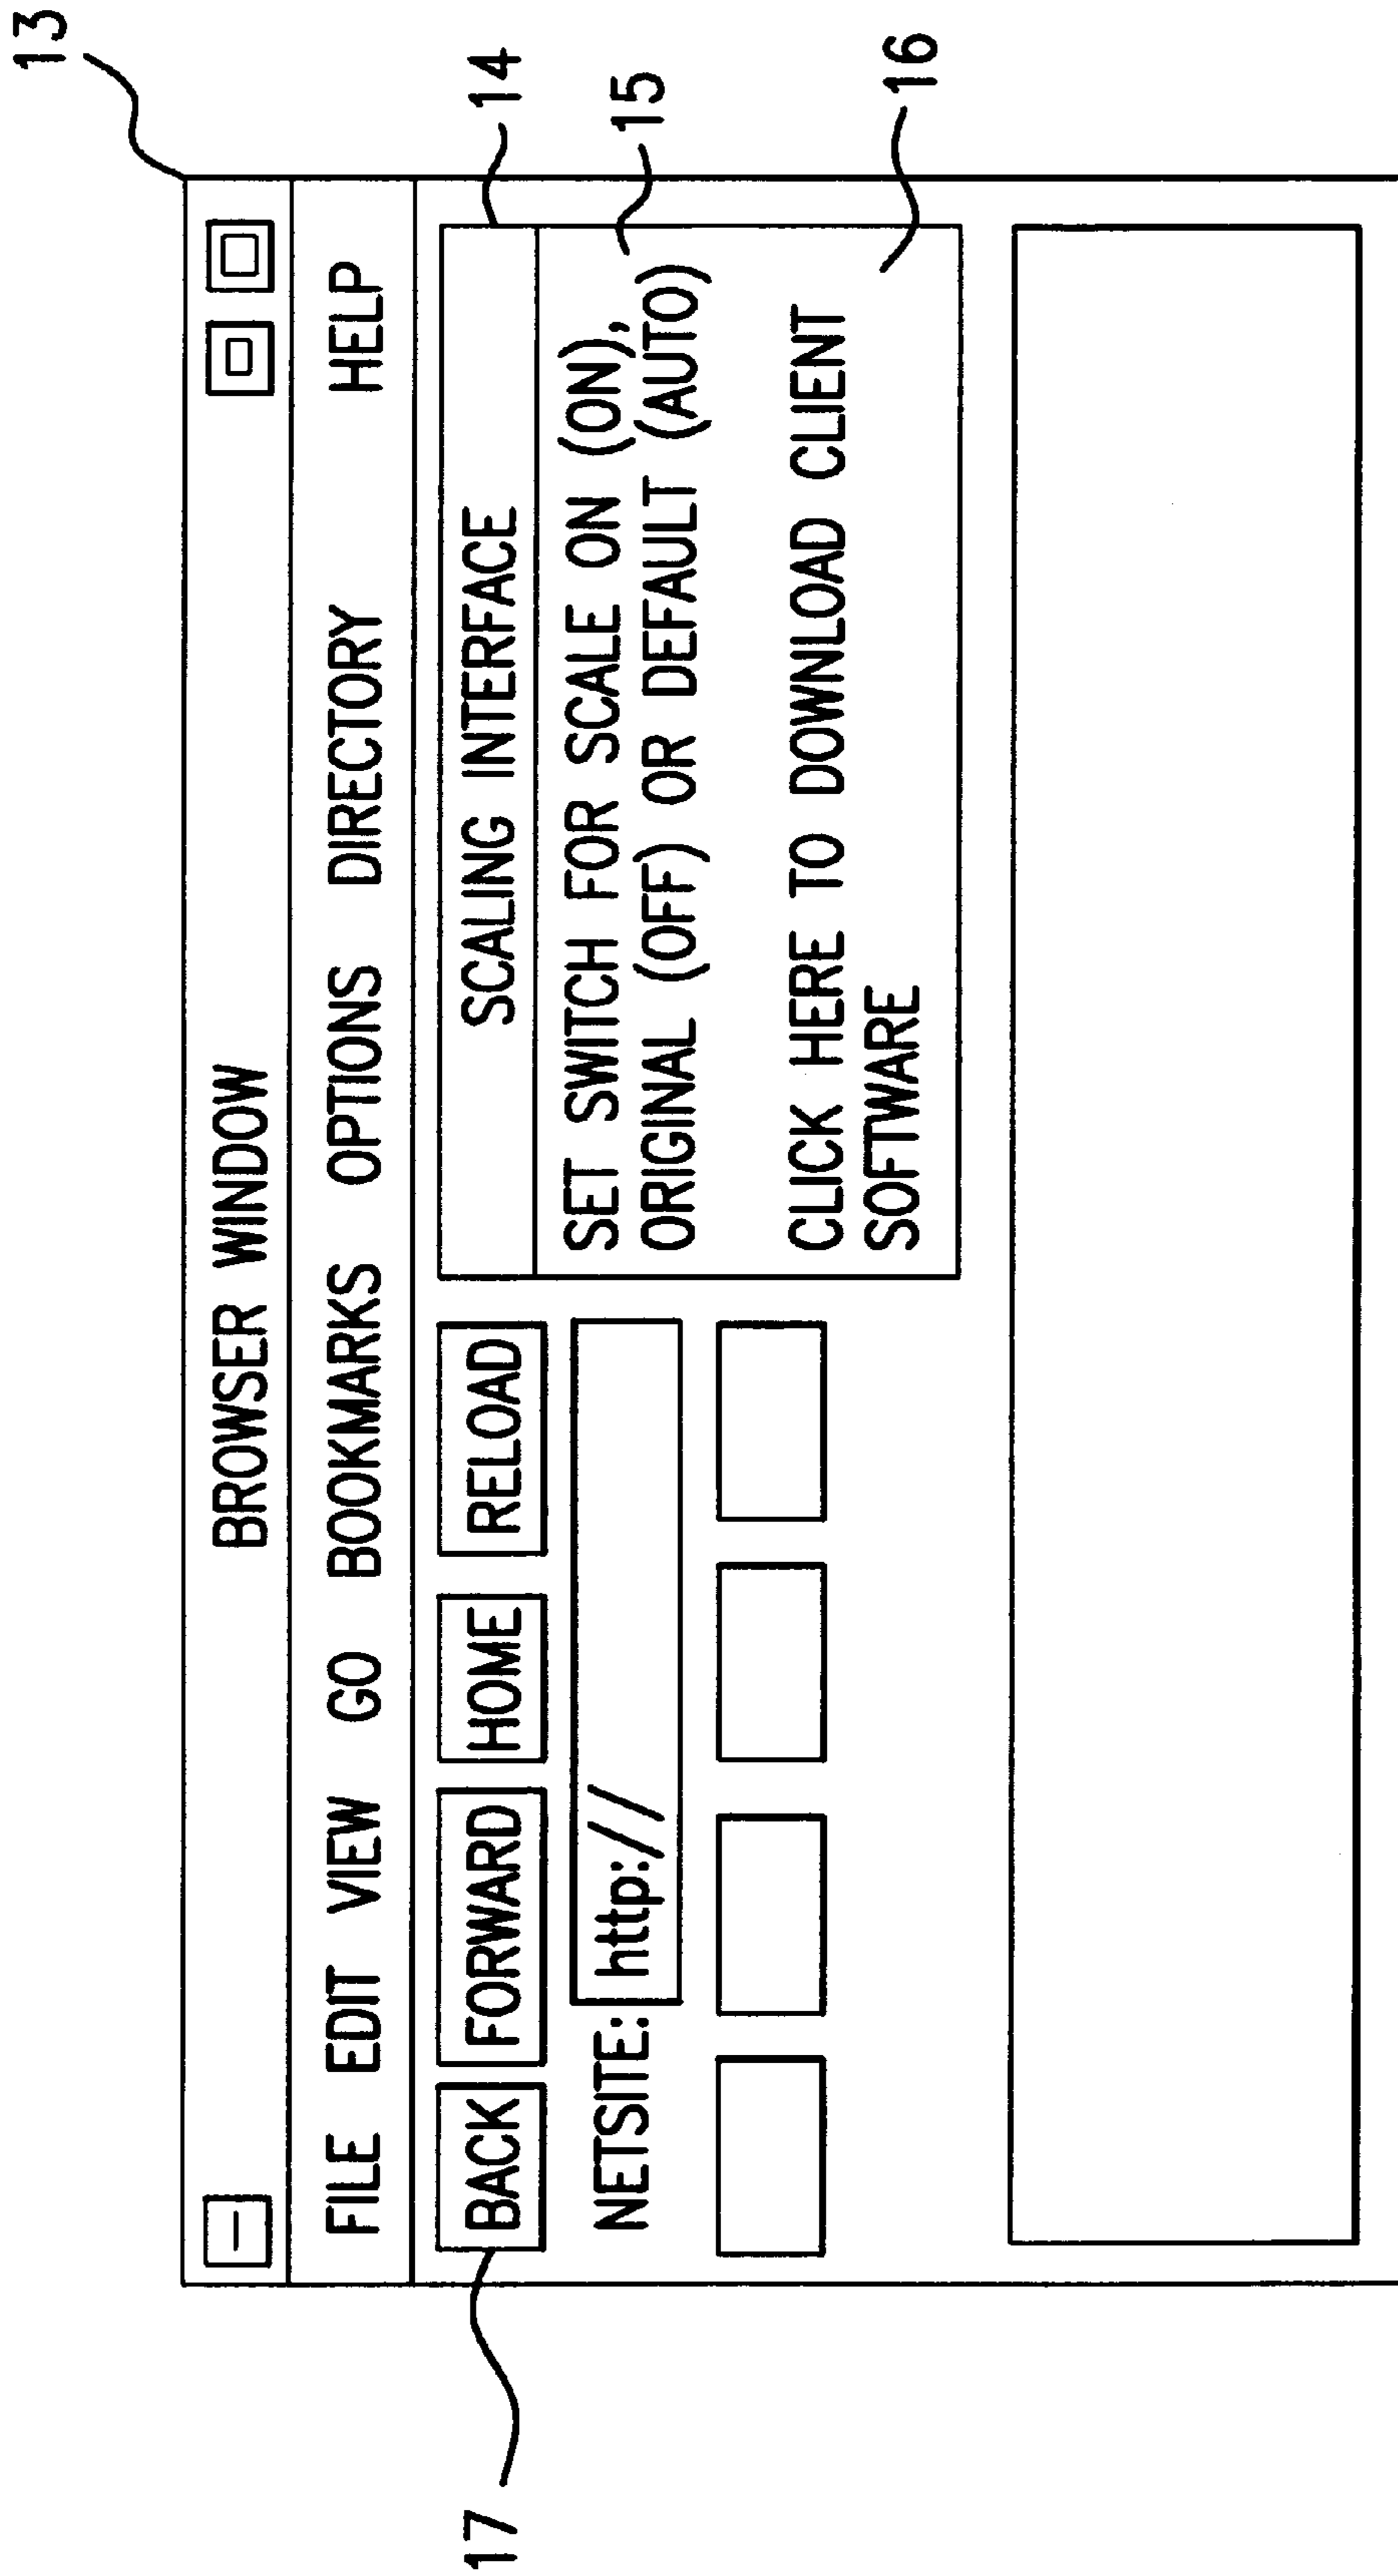 13
BROWSER WINDOW
FILE EDIT VIEW GO BOOKMARKS OPTIONS DIRECTORY HELP
17
BACK FORWARD HOME RELOAD
NETSITE: http://
14
SCALING INTERFACE
15
SET SWITCH FOR SCALE ON (ON),
ORIGINAL (OFF) OR DEFAULT (AUTO)
16
CLICK HERE TO DOWNLOAD CLIENT
SOFTWARE